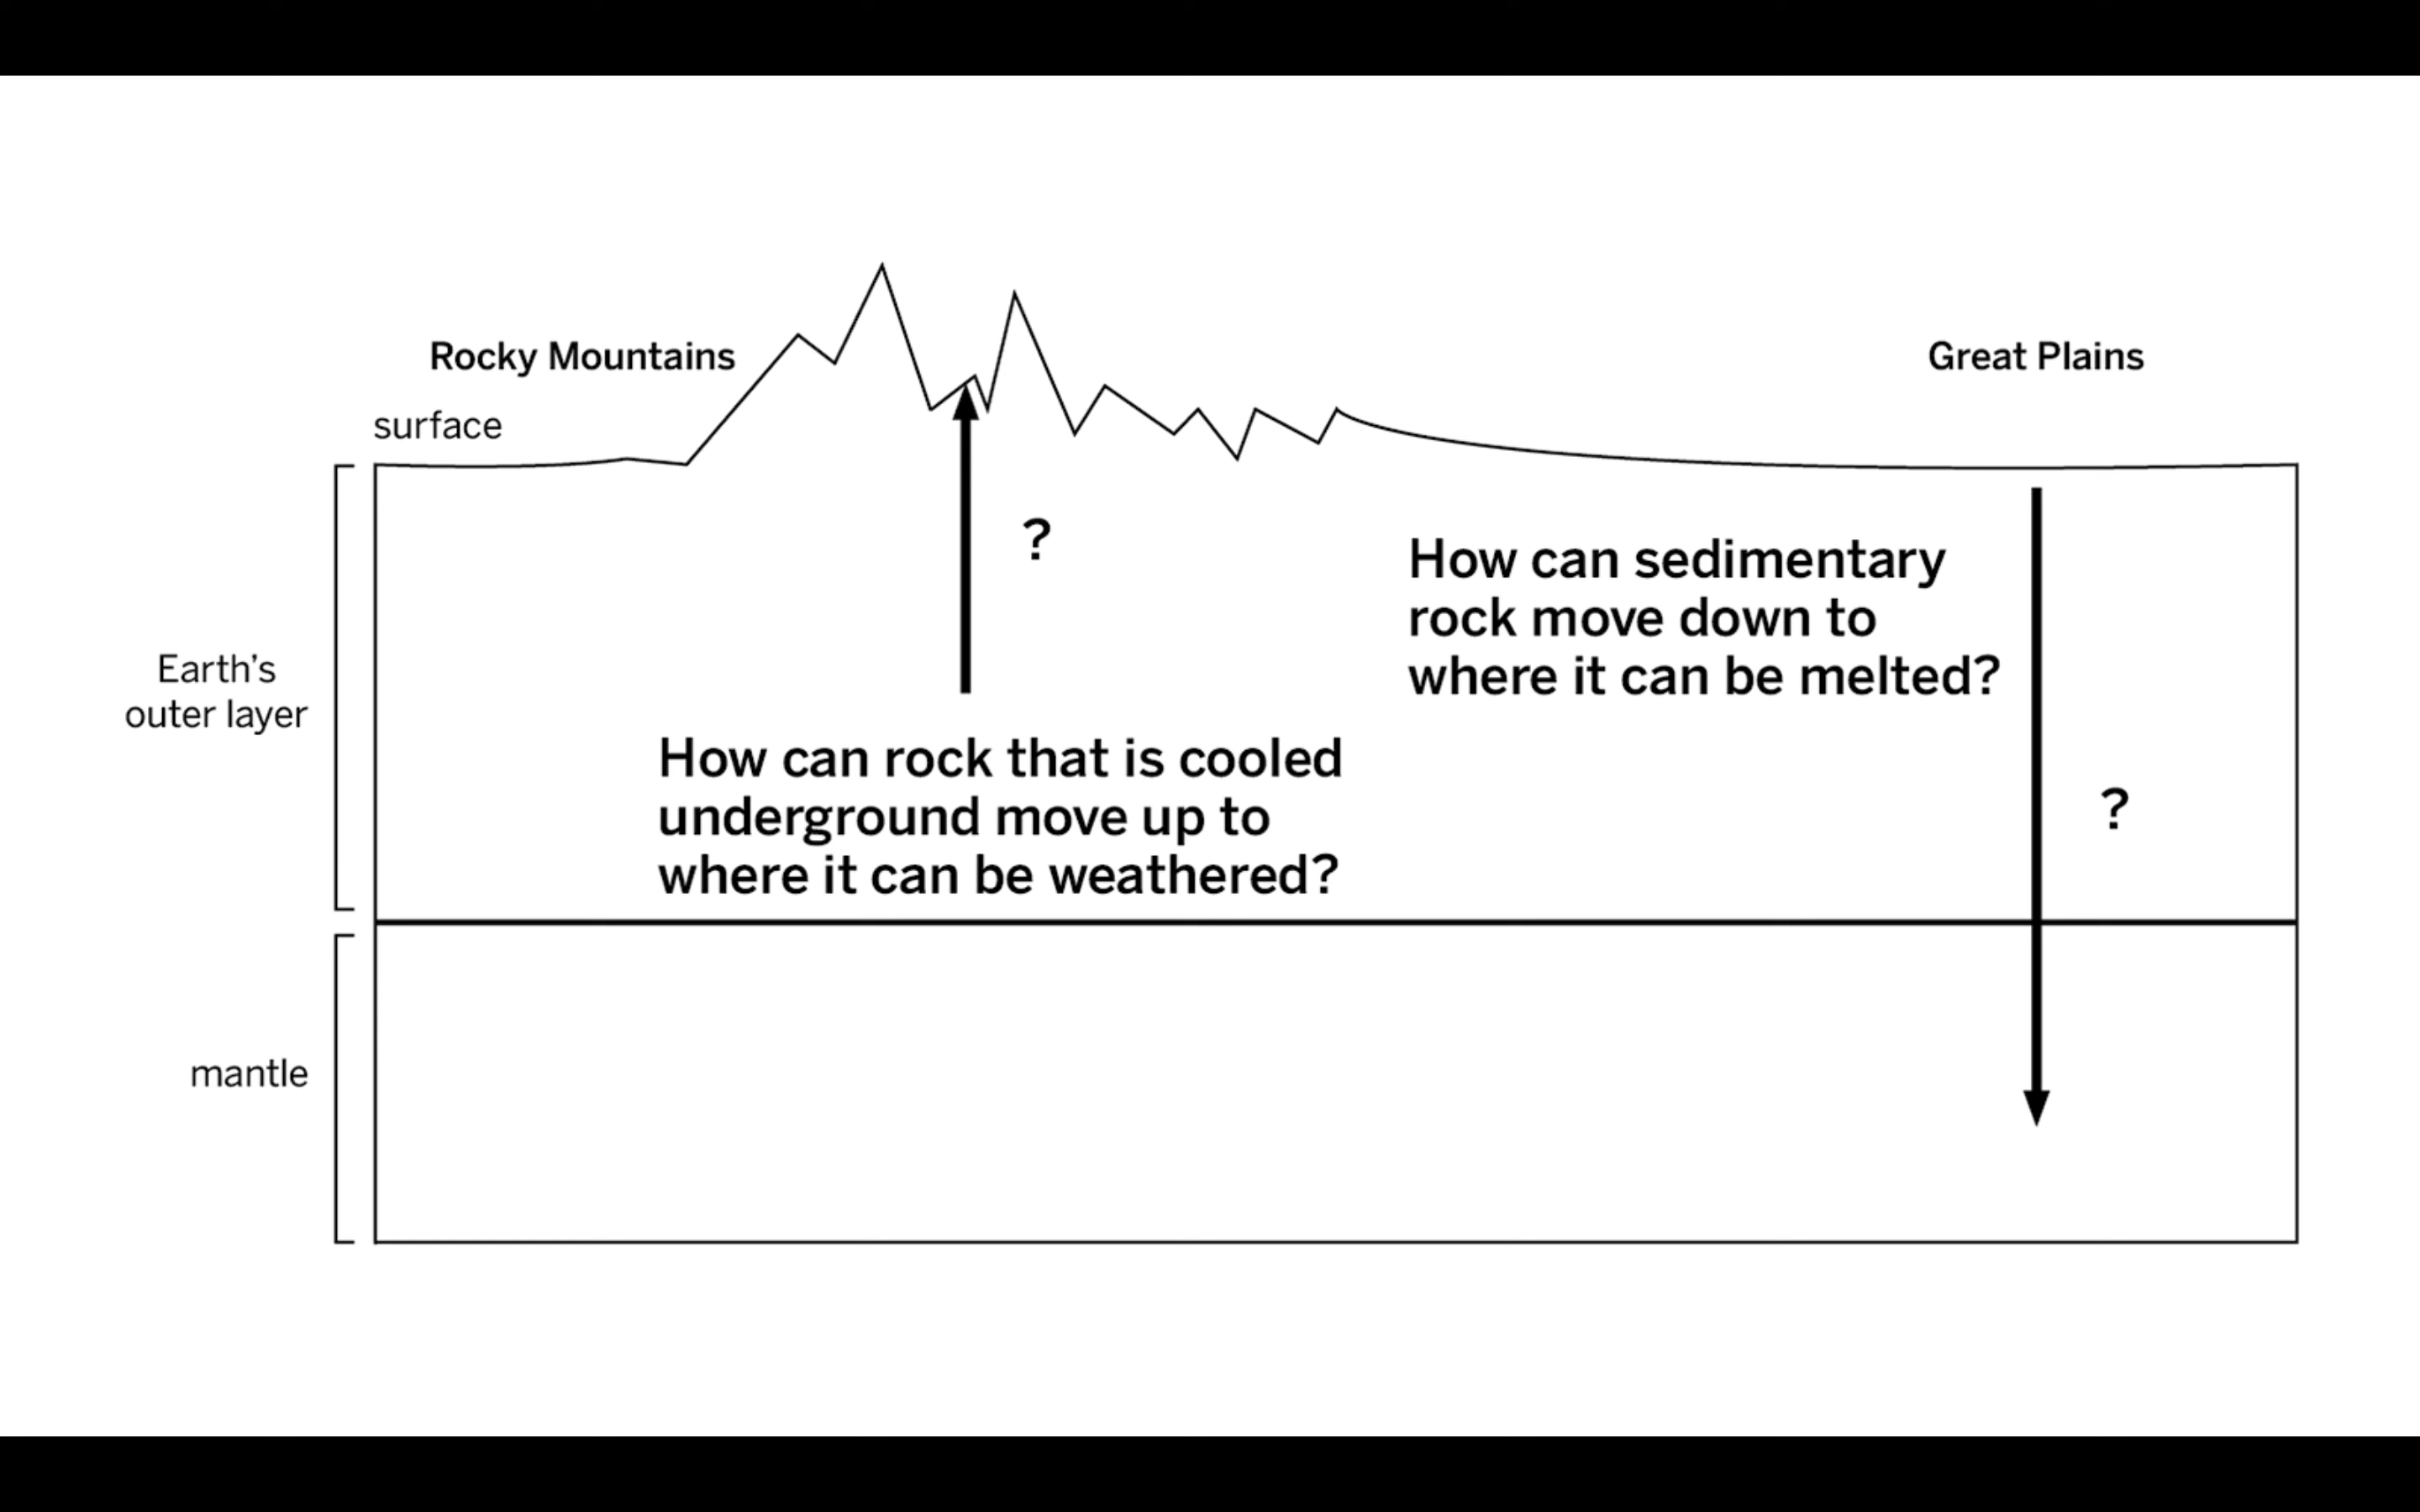 Rocky Mountains
Great Plains
surface
?
How can sedimentary
rock move down to
where it can be melted?
Earth’s
outer layer
How can rock that is cooled
underground move up to
where it can be weathered?
?
mantle